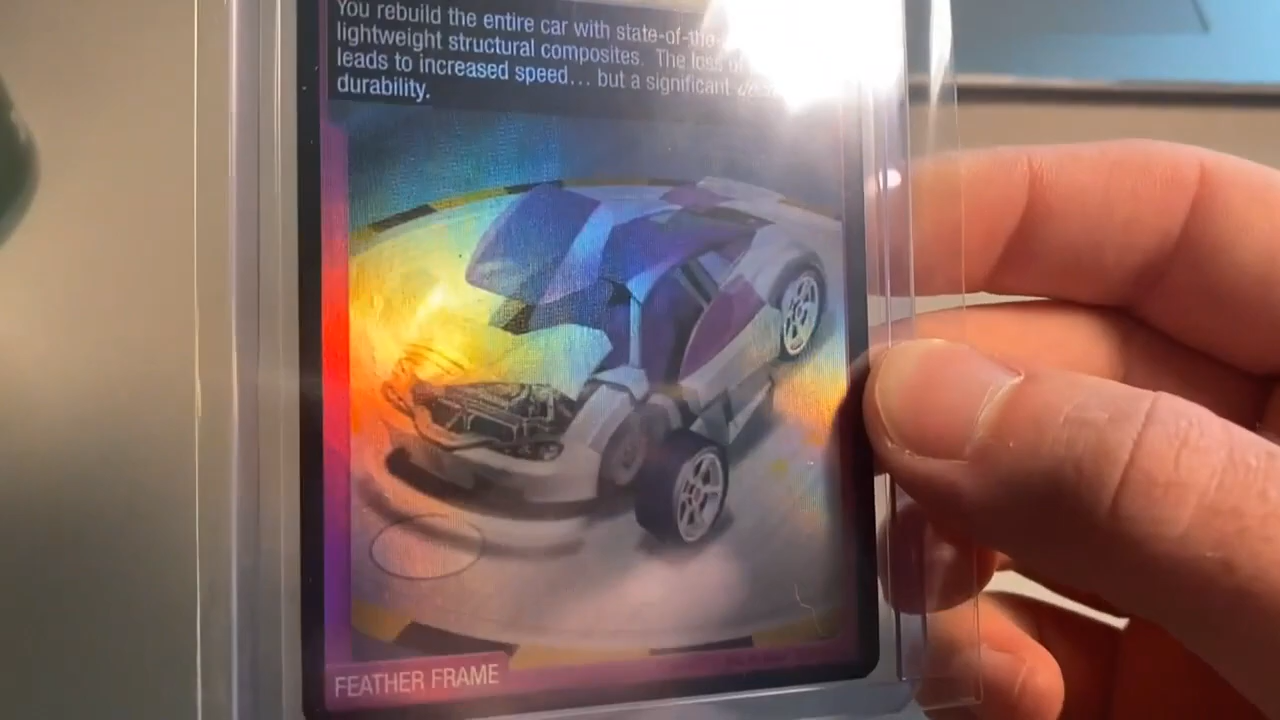 You rebuild the entire car with state-of-the-
lightweight structural composites. The loss of
leads to increased speed... but a significant
durability.
FEATHER FRAME